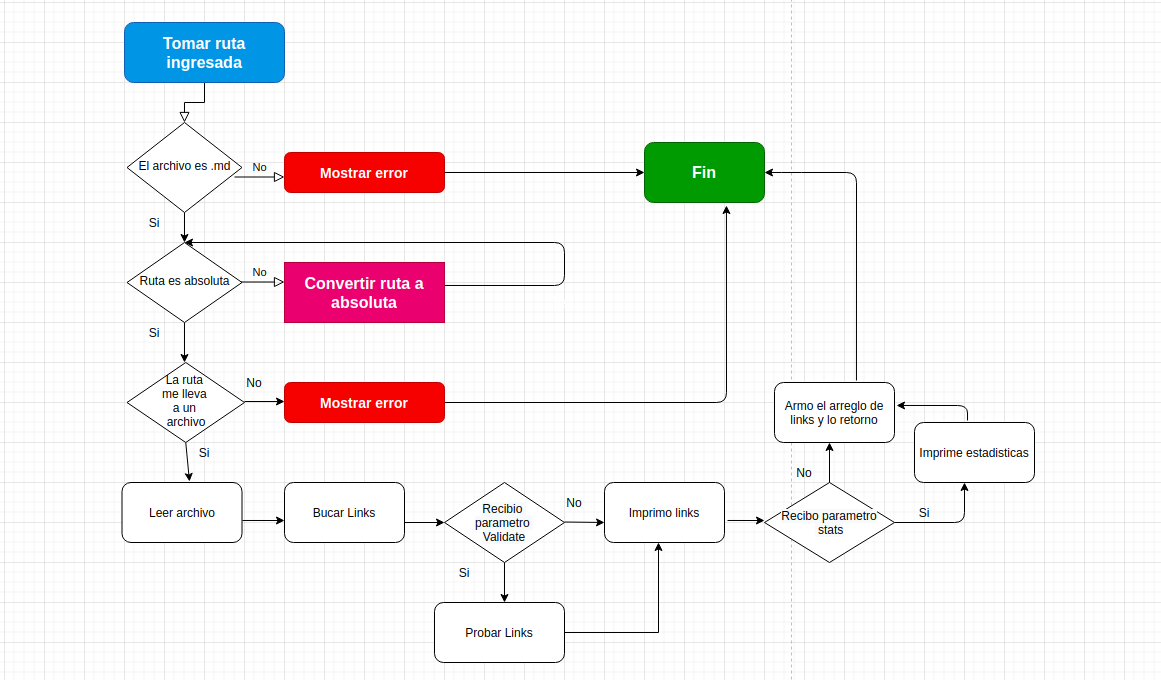 Tomar ruta
ingresada
El archivo es .md
No
Mostrar error
Fin
Si
Ruta es absoluta
No
Convertir ruta a
absoluta
Si
La ruta
me lleva
a un
archivo
No
Mostrar error
Si
Leer archivo
Bucar Links
Recibio
parametro
Validate
No
Si
Probar Links
Imprimo links
Recibo parametro
stats
No
Si
Armo el arreglo de
links y lo retorno
Imprime estadisticas